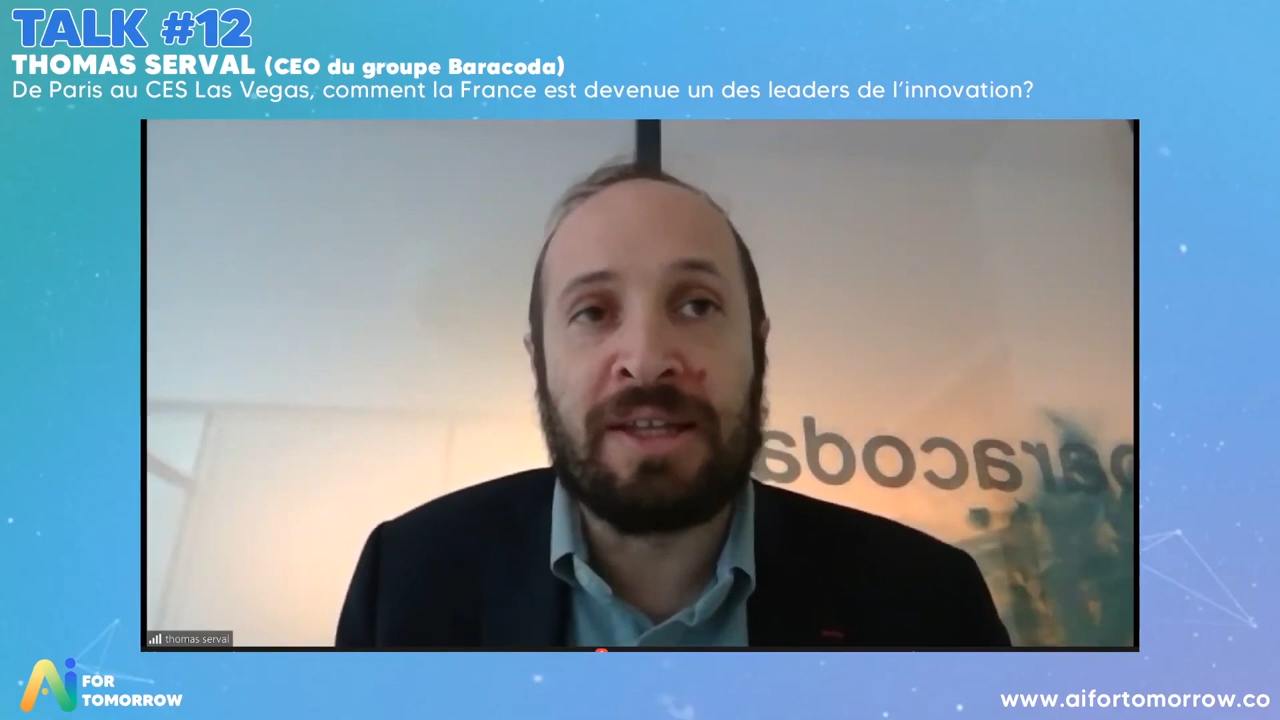 TALK #12
THOMAS SERVAL (CEO du groupe Baracoda)
De Paris au CES Las Vegas, comment la France est devenue un des leaders de l'innovation?
baracoda
thomas serval
Ai FOR
TOMORROW
www.aifortomorrow.co